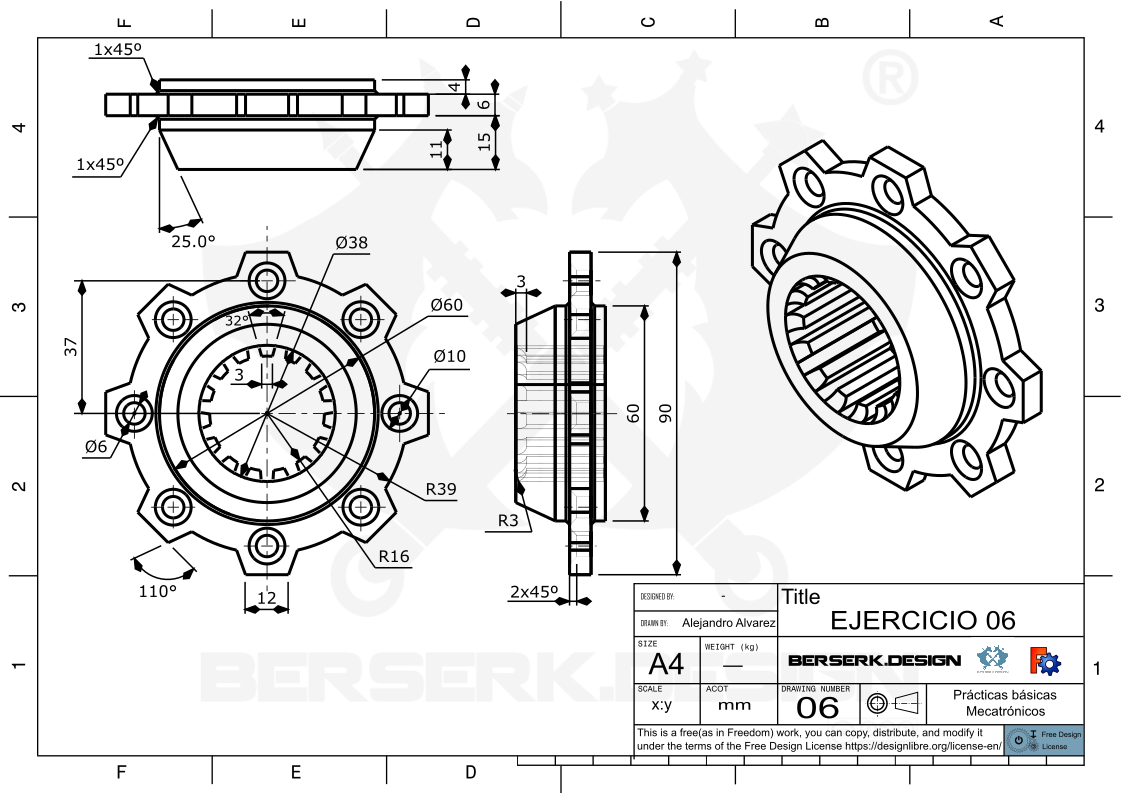 F E D C B A
4
3
2
1
4
3
2
1
F E D
®
1x45º
1x45º
4
6
11
15
25.0°
Ø38
Ø60
Ø10
32°
3
37
Ø6
R39
R16
110°
12
3
R3
60
90
2x45º
BERSERK.DESIGN
DESIGNED BY:
-
DRAWN BY:
Alejandro Alvarez
Title
EJERCICIO 06
SIZE
A4
WEIGHT (kg)
—
BERSERK.DESIGN
SCALE
x:y
ACOT
mm
DRAWING NUMBER
06
Prácticas básicas
Mecatrónicos
This is a free(as in Freedom) work, you can copy, distribute, and modify it
under the terms of the Free Design License https://designlibre.org/license-en/
Free Design
License